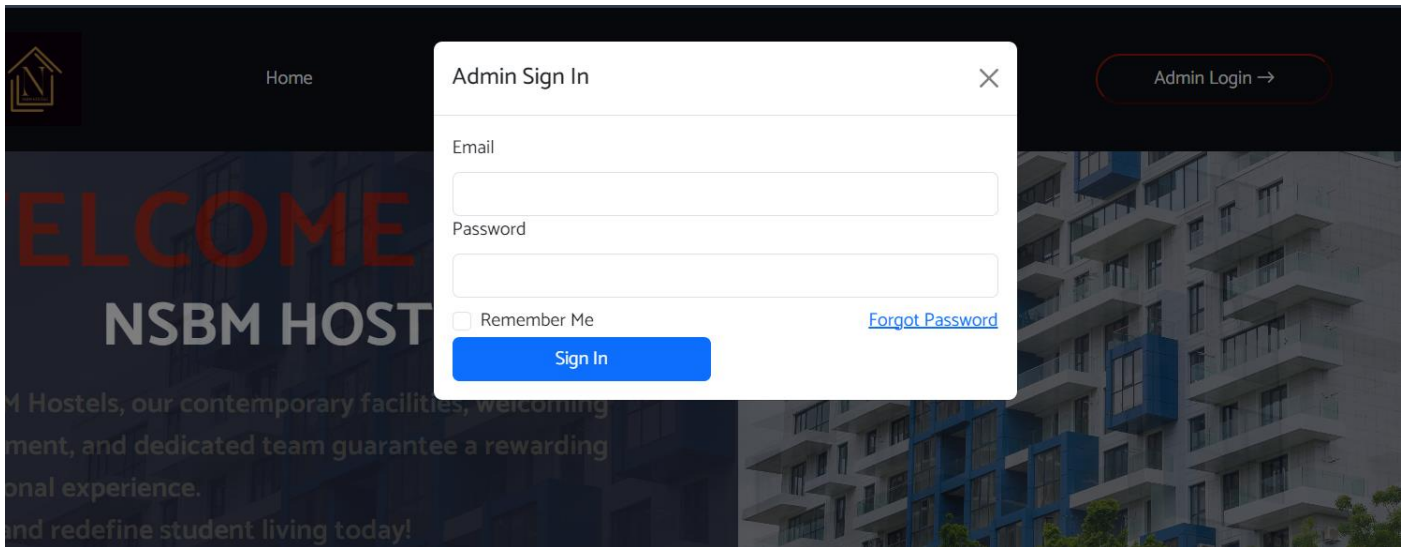 Home
Admin Login →
Admin Sign In
Email
Password
Remember Me
Forgot Password
Sign In
ELCOME
NSBM HOST
M Hostels, our contemporary facilities, welcoming
ment, and dedicated team guarantee a rewarding
onal experience.
and redefine student living today!
N